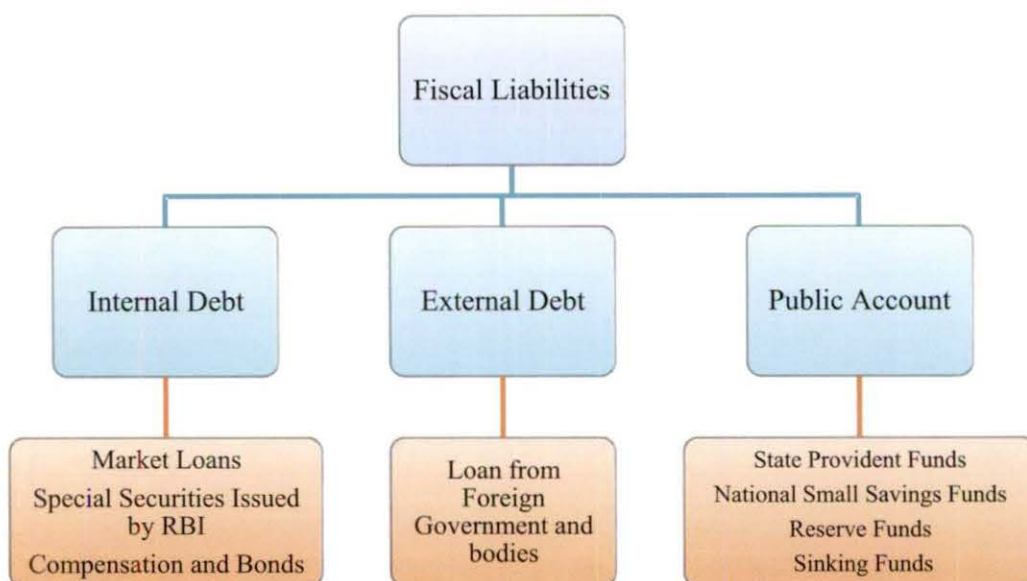 Fiscal Liabilities
Internal Debt
External Debt
Public Account
Market Loans
Special Securities Issued
by RBI
Compensation and Bonds
Loan from
Foreign
Government and
bodies
State Provident Funds
National Small Savings Funds
Reserve Funds
Sinking Funds